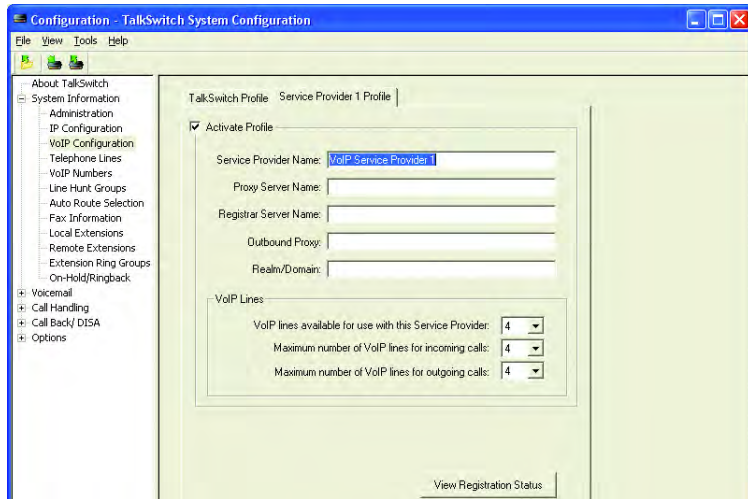 Configuration - TalkSwitch System Configuration
File View Tools Help
About TalkSwitch
System Information
Administration
IP Configuration
VoIP Configuration
Telephone Lines
VoIP Numbers
Line Hunt Groups
Auto Route Selection
Fax Information
Local Extensions
Remote Extensions
Extension Ring Groups
On-Hold/Ringback
Voicemail
Call Handling
Call Back/ DISA
Options
TalkSwitch Profile Service Provider 1 Profile
Activate Profile
Service Provider Name: VoIP Service Provider 1
Proxy Server Name:
Registrar Server Name:
Outbound Proxy:
Realm/Domain:
VoIP Lines
VoIP lines available for use with this Service Provider: 4
Maximum number of VoIP lines for incoming calls: 4
Maximum number of VoIP lines for outgoing calls: 4
View Registration Status